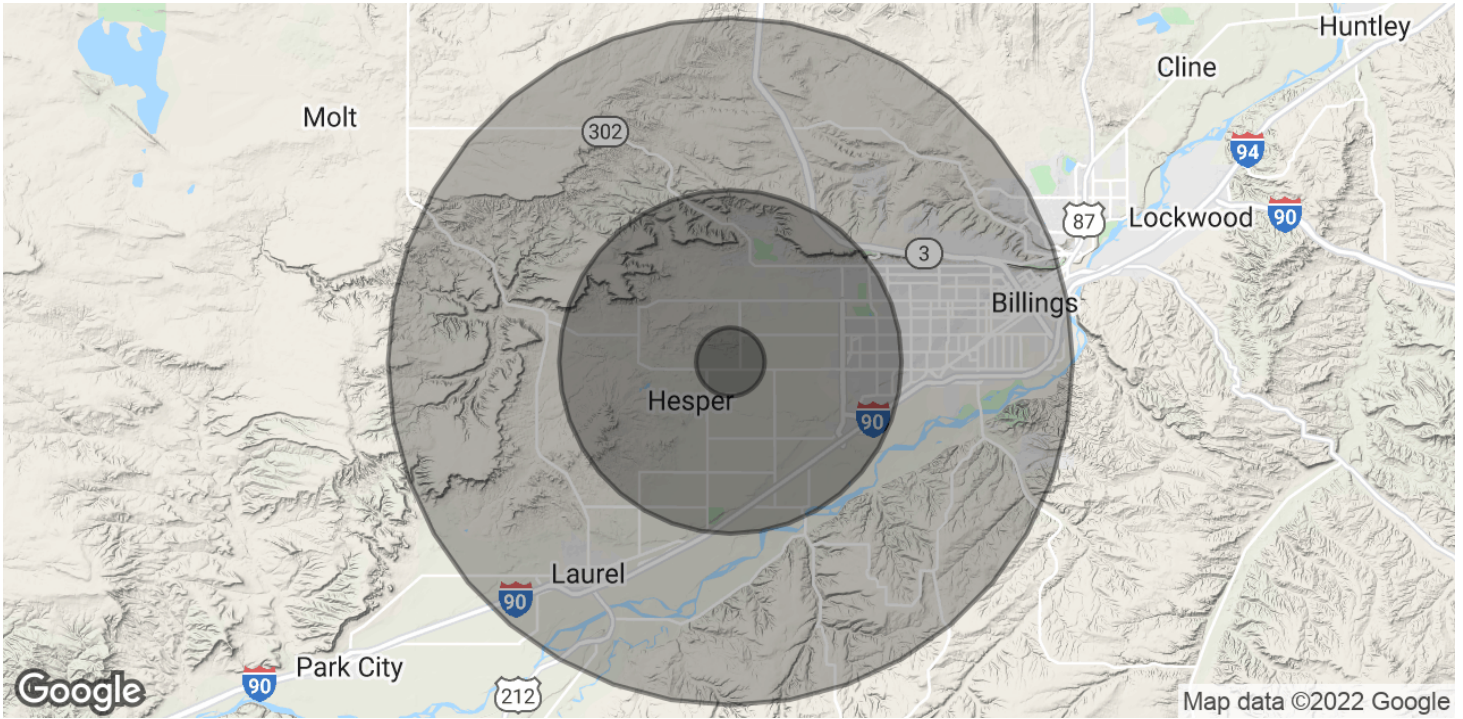 Huntley
Cline
Molt
302
94
87
Lockwood
90
3
Billings
Hesper
90
Laurel
90
Park City
90
212
Google
Map data ©2022 Google